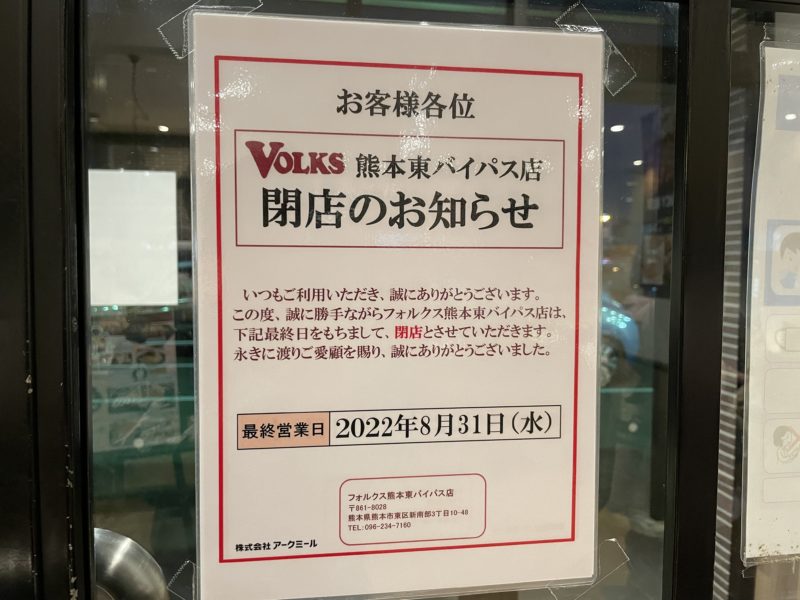 お客様各位
VOLKS 熊本東バイパス店
閉店のお知らせ
いつもご利用いただき、誠にありがとうございます。
この度、誠に勝手ながらフォルクス熊本東バイパス店は、
下記最終日をもちまして、閉店とさせていただきます。
永きに渡りご愛顧を賜り、誠にありがとうございました。
最終営業日 2022年8月31日(水)
フォルクス熊本東バイパス店
〒861-8028
熊本県熊本市東区新南部3丁目10-48
TEL:096-234-7160
株式会社 アークミール